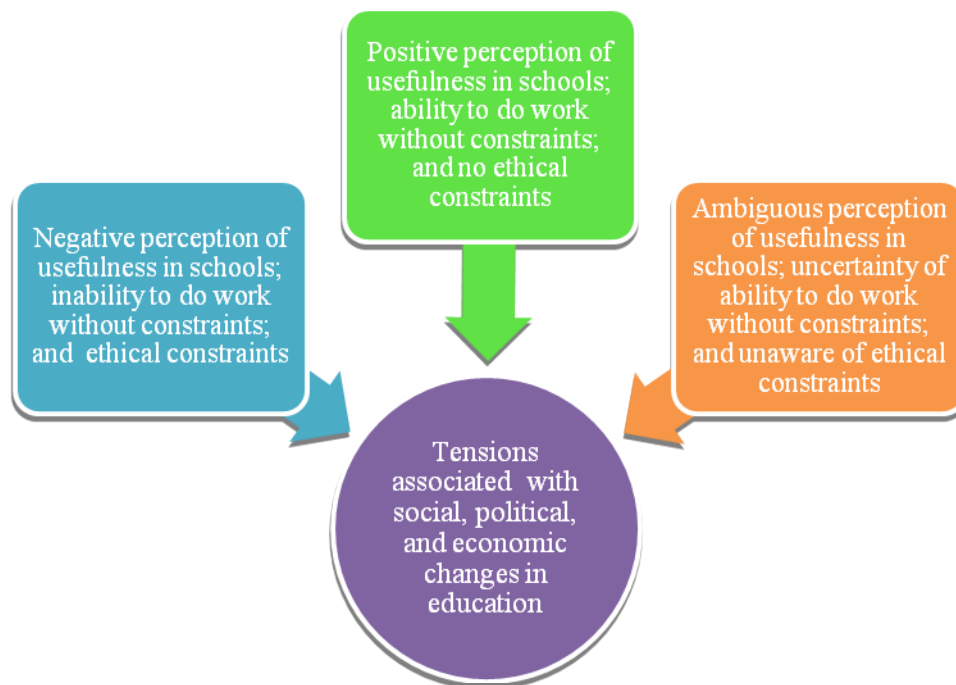 Positive perception of
usefulness in schools;
ability to do work
without constraints;
and no ethical
constraints
Negative perception of
usefulness in schools;
inability to do work
without constraints;
and ethical constraints
Ambiguous perception
of usefulness in
schools; uncertainty of
ability to do work
without constraints;
and unaware of ethical
constraints
Tensions
associated with
social, political,
and economic
changes in
education